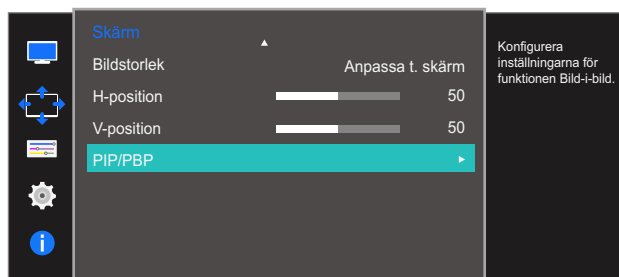 Skärm
Bildstorlek Anpassa t. skärm
H-position 50
V-position 50
PIP/PBP
Konfigurera
inställningarna för
funktionen Bild-i-bild.